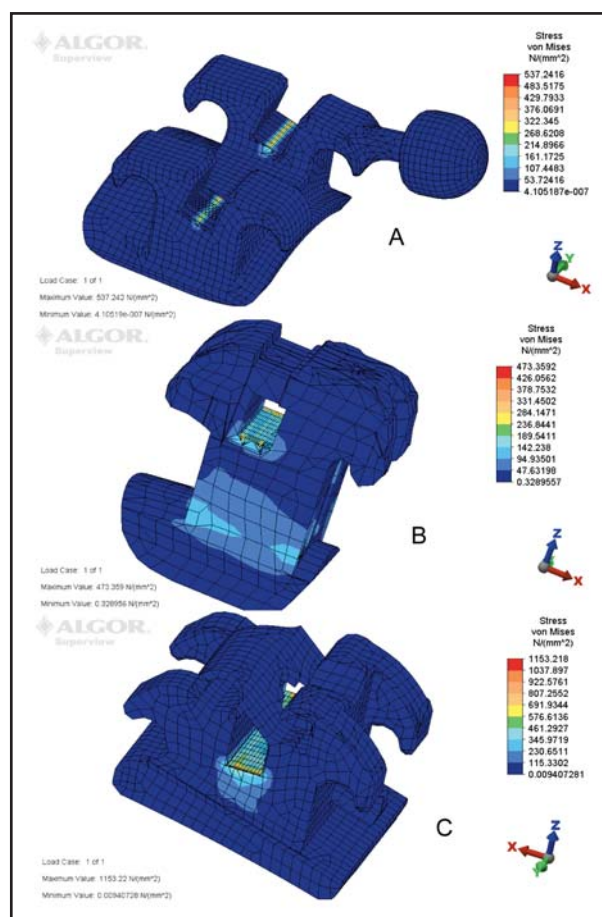 ALGOR.
Superview
Stress
von Mises
N/(mm^2)
537.2416
483.5175
429.7933
376.0691
322.345
268.6208
214.8966
161.1725
107.4483
53.72416
4.105187e-007
A
Z
Y
X
Load Case: 1 of 1
Maximum Value: 537.242 N/(mm^2)
Minimum Value: 4.10519e-007 N/(mm^2)
ALGOR.
Superview
Stress
von Mises
N/(mm^2)
473.3592
426.0562
378.7532
331.4502
284.1471
236.8441
189.5411
142.238
94.93501
47.63198
0.3289557
B
Z
X
Load Case: 1 of 1
Maximum Value: 473.359 N/(mm^2)
Minimum Value: 0.328956 N/(mm^2)
ALGOR.
Superview
Stress
von Mises
N/(mm^2)
1153.218
1037.897
922.5761
807.2552
691.9344
576.6136
461.2927
345.9719
230.6511
115.3302
0.009407281
C
X
Z
Y
Load Case: 1 of 1
Maximum Value: 1153.22 N/(mm^2)
Minimum Value: 0.00940728 N/(mm^2)